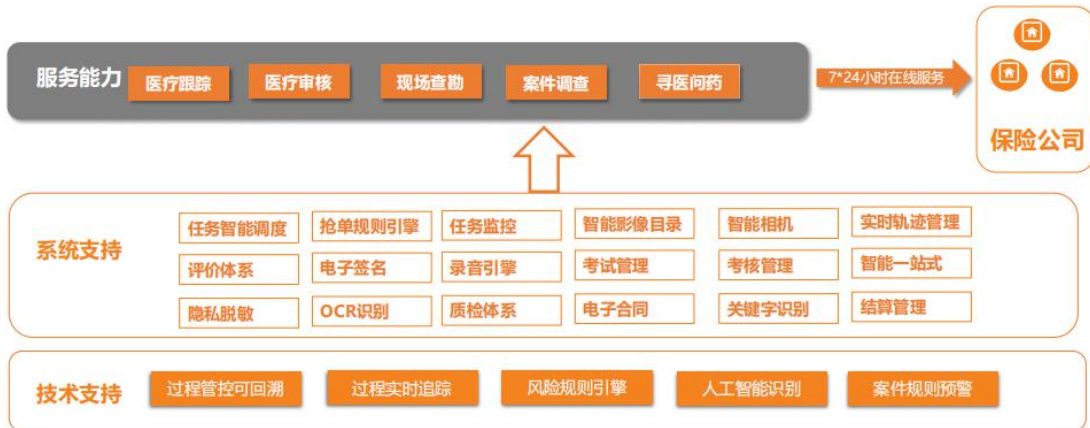 服务能力 医疗跟踪 医疗审核 现场查勘 案件调查 寻医问药 7*24小时在线服务
保险公司
任务智能调度 抢单规则引擎 任务监控 智能影像目录 智能相机 实时轨迹管理
系统支持
评价体系 电子签名 录音引擎 考试管理 考核管理 智能一站式
隐私脱敏 OCR识别 质检体系 电子合同 关键字识别 结算管理
技术支持 过程管控可回溯 过程实时追踪 风险规则引擎 人工智能识别 案件规则预警